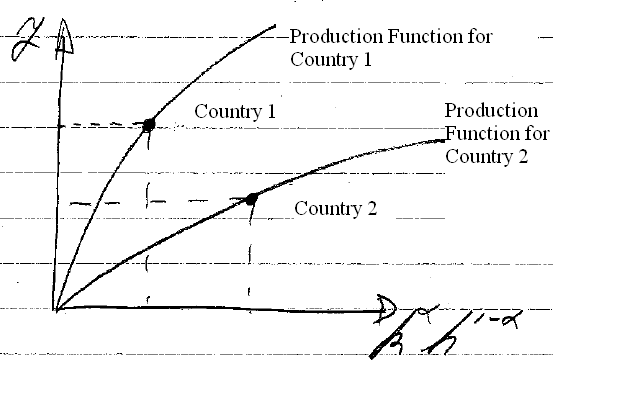 y
Production Function for
Country 1
Country 1
Production
Function for
Country 2
Country 2
k^α h^1-α